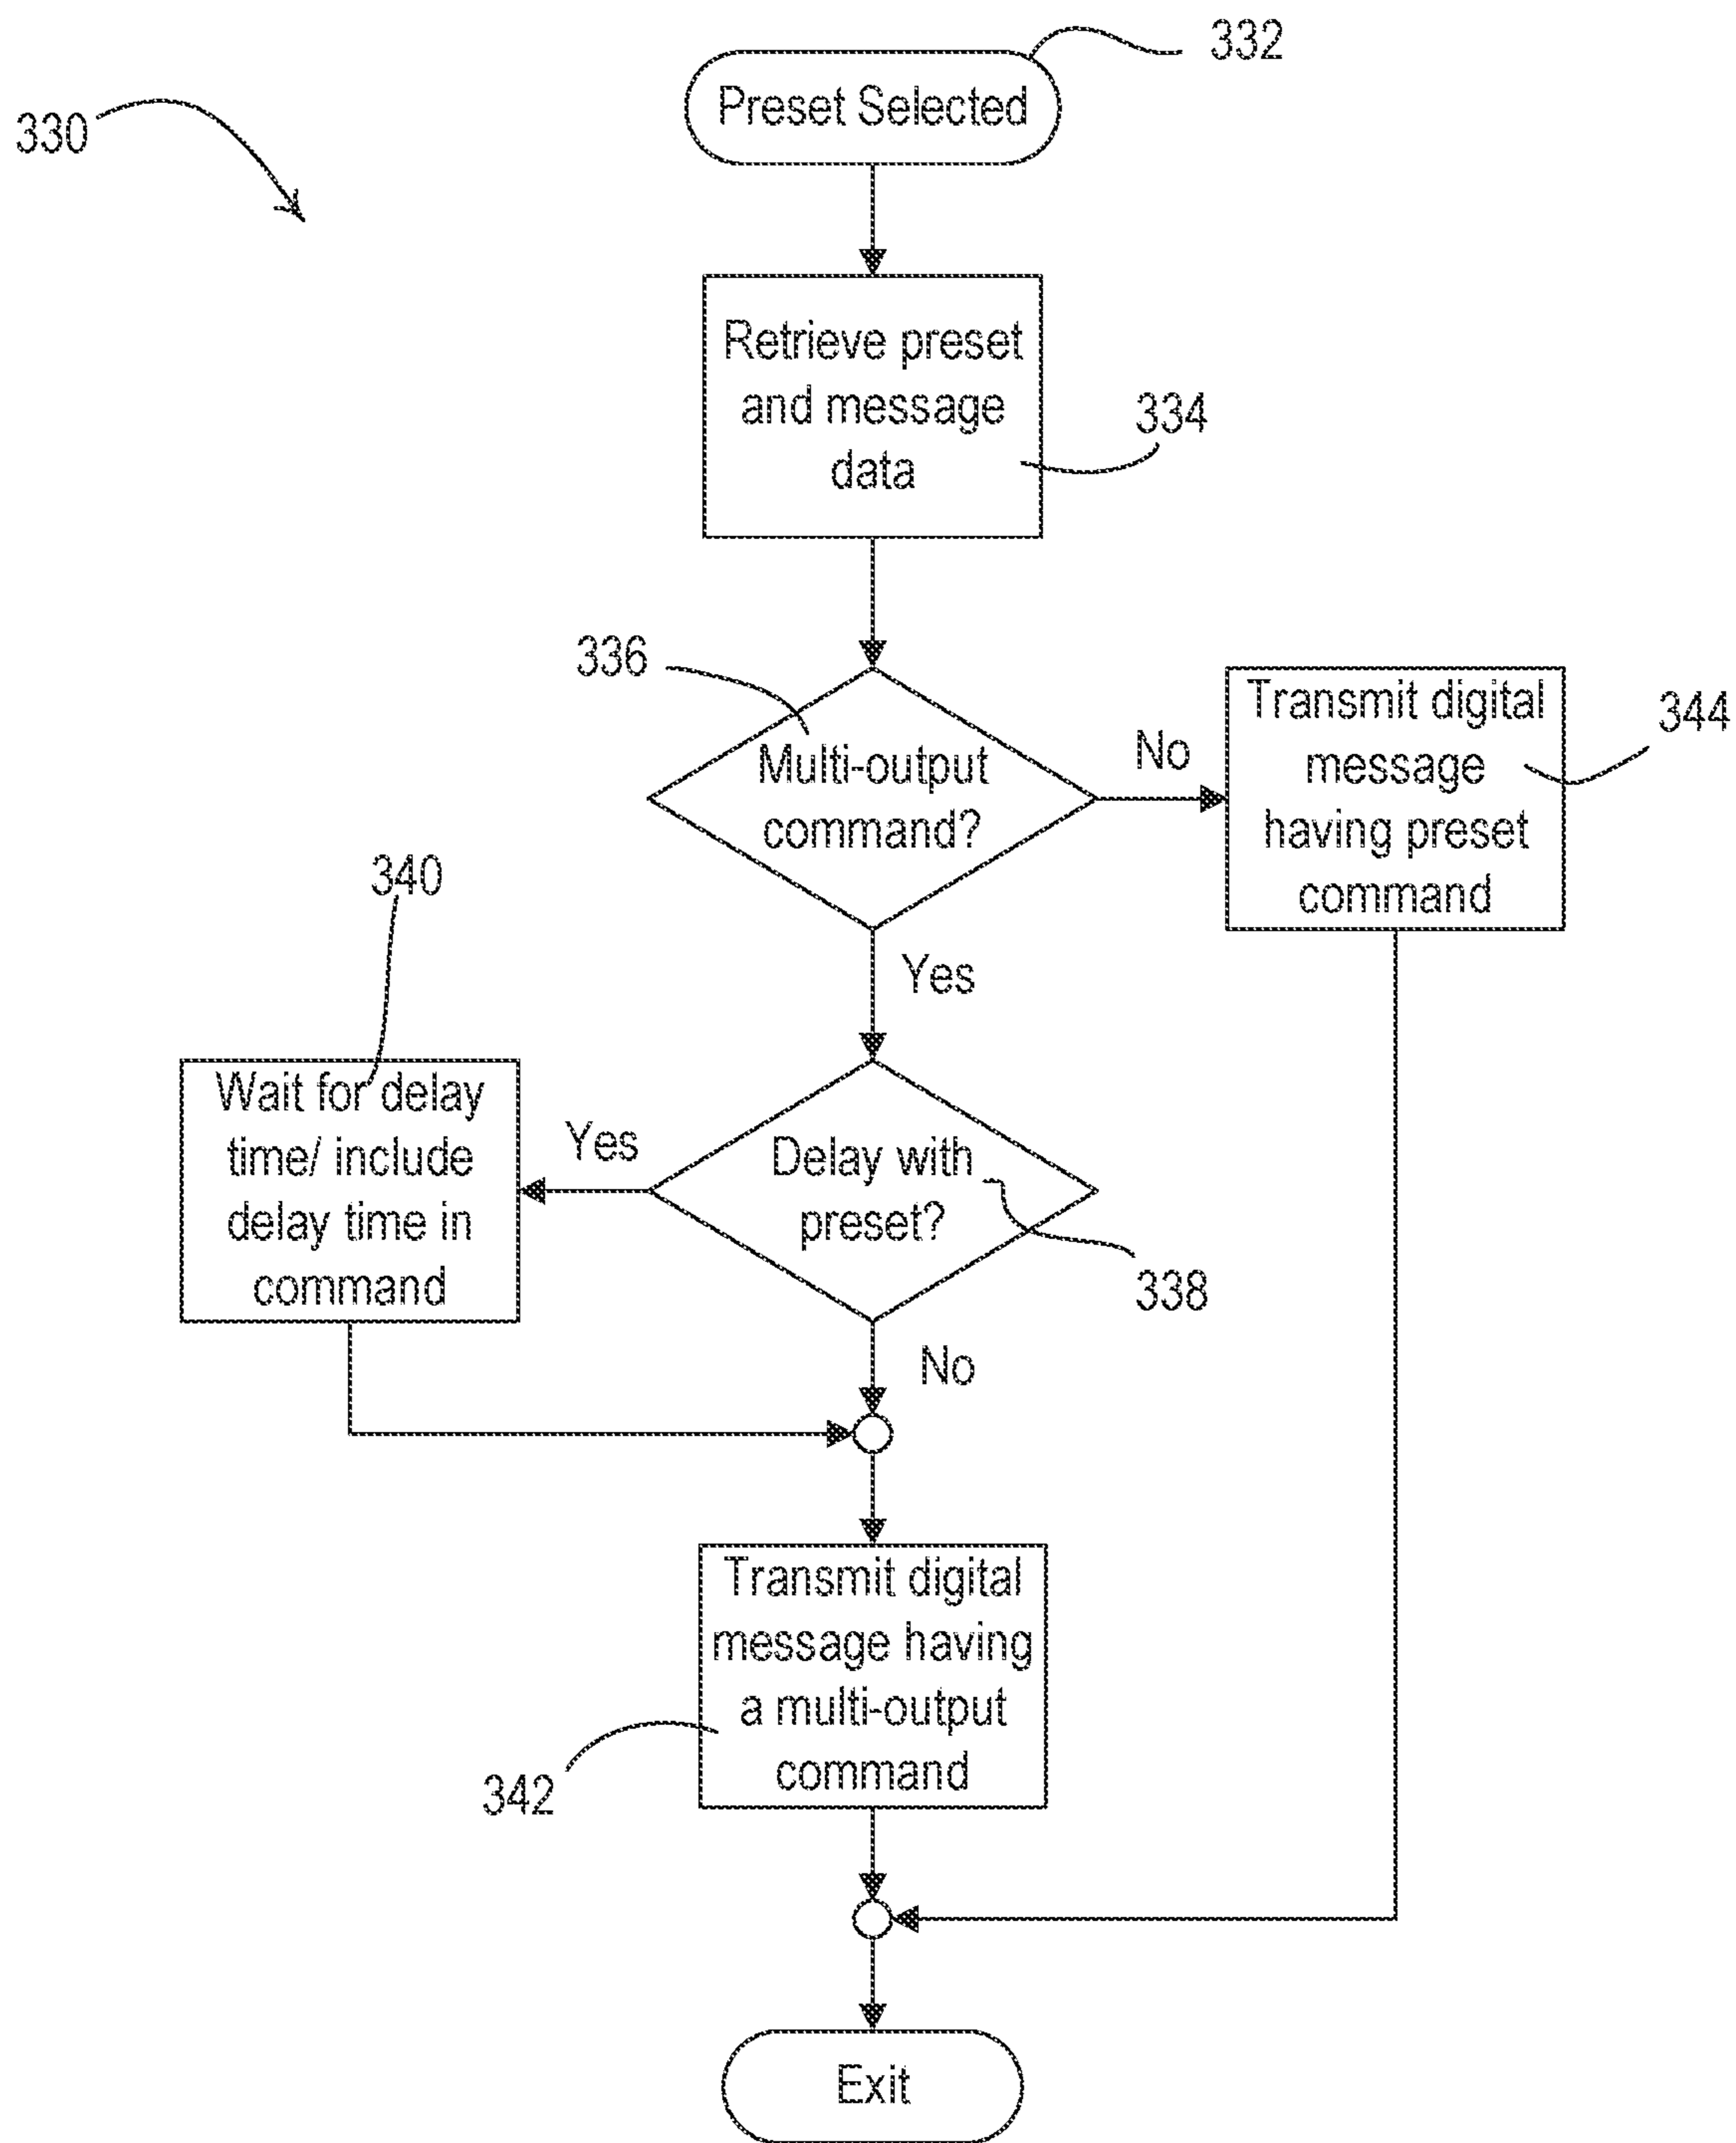 332
Preset Selected
330
Retrieve preset
and message
data
334
336
Multi-output
command?
No
Transmit digital
message
having preset
command
344
Yes
340
Wait for delay
time/ include
delay time in
command
Yes
Delay with
preset?
338
No
Transmit digital
message having
a multi-output
command
342
Exit